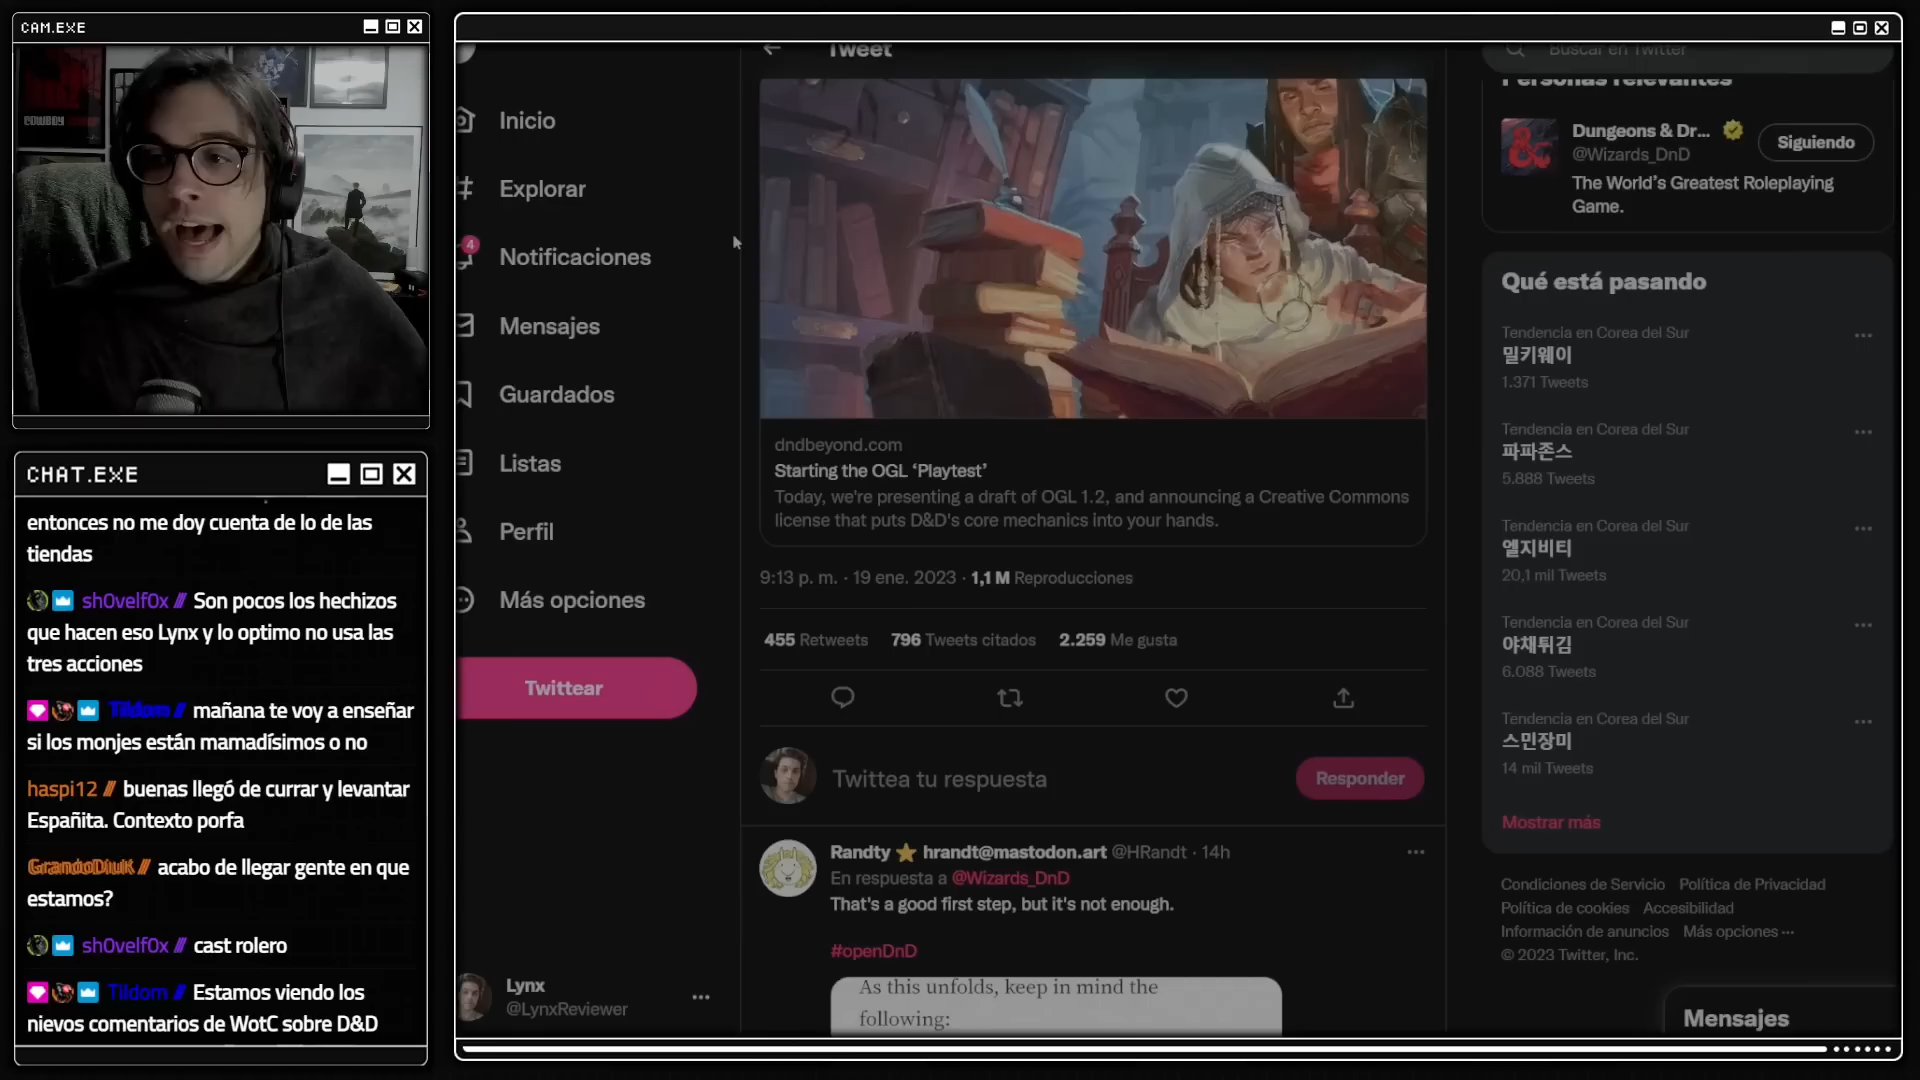 CAM.EXE
COWBOY
CHAT.EXE
entonces no me doy cuenta de lo de las
tiendas
sh0velf0x // Son pocos los hechizos
que hacen eso Lynx y lo optimo no usa las
tres acciones
Tildom // mañana te voy a enseñar
si los monjes están mamadísimos o no
haspi12 // buenas llegó de currar y levantar
Españita. Contexto porfa
GrandoDiuK // acabo de llegar gente en que
estamos?
sh0velf0x // cast rolero
Tildom // Estamos viendo los
nievos comentarios de WotC sobre D&D
Inicio
Explorar
4
Notificaciones
Mensajes
Guardados
Listas
Perfil
Más opciones
Twittear
Lynx
@LynxReviewer
Tweet
dndbeyond.com
Starting the OGL ‘Playtest’
Today, we're presenting a draft of OGL 1.2, and announcing a Creative Commons
license that puts D&D's core mechanics into your hands.
9:13 p. m. · 19 ene. 2023 · 1,1 M Reproducciones
455 Retweets 796 Tweets citados 2.259 Me gusta
Twittea tu respuesta
Responder
Randty ⭐ hrandt@mastodon.art @HRandt · 14h
En respuesta a @Wizards_DnD
That's a good first step, but it's not enough.
#openDnD
As this unfolds, keep in mind the
following:
Buscar en Twitter
Personas relevantes
Dungeons & Dr...
@Wizards_DnD
Siguiendo
The World's Greatest Roleplaying
Game.
Qué está pasando
Tendencia en Corea del Sur
밀키웨이
1.371 Tweets
Tendencia en Corea del Sur
파파존스
5.888 Tweets
Tendencia en Corea del Sur
엘지비티
20,1 mil Tweets
Tendencia en Corea del Sur
야채튀김
6.088 Tweets
Tendencia en Corea del Sur
스민장미
14 mil Tweets
Mostrar más
Condiciones de Servicio Política de Privacidad
Política de cookies Accesibilidad
Información de anuncios Más opciones ···
© 2023 Twitter, Inc.
Mensajes